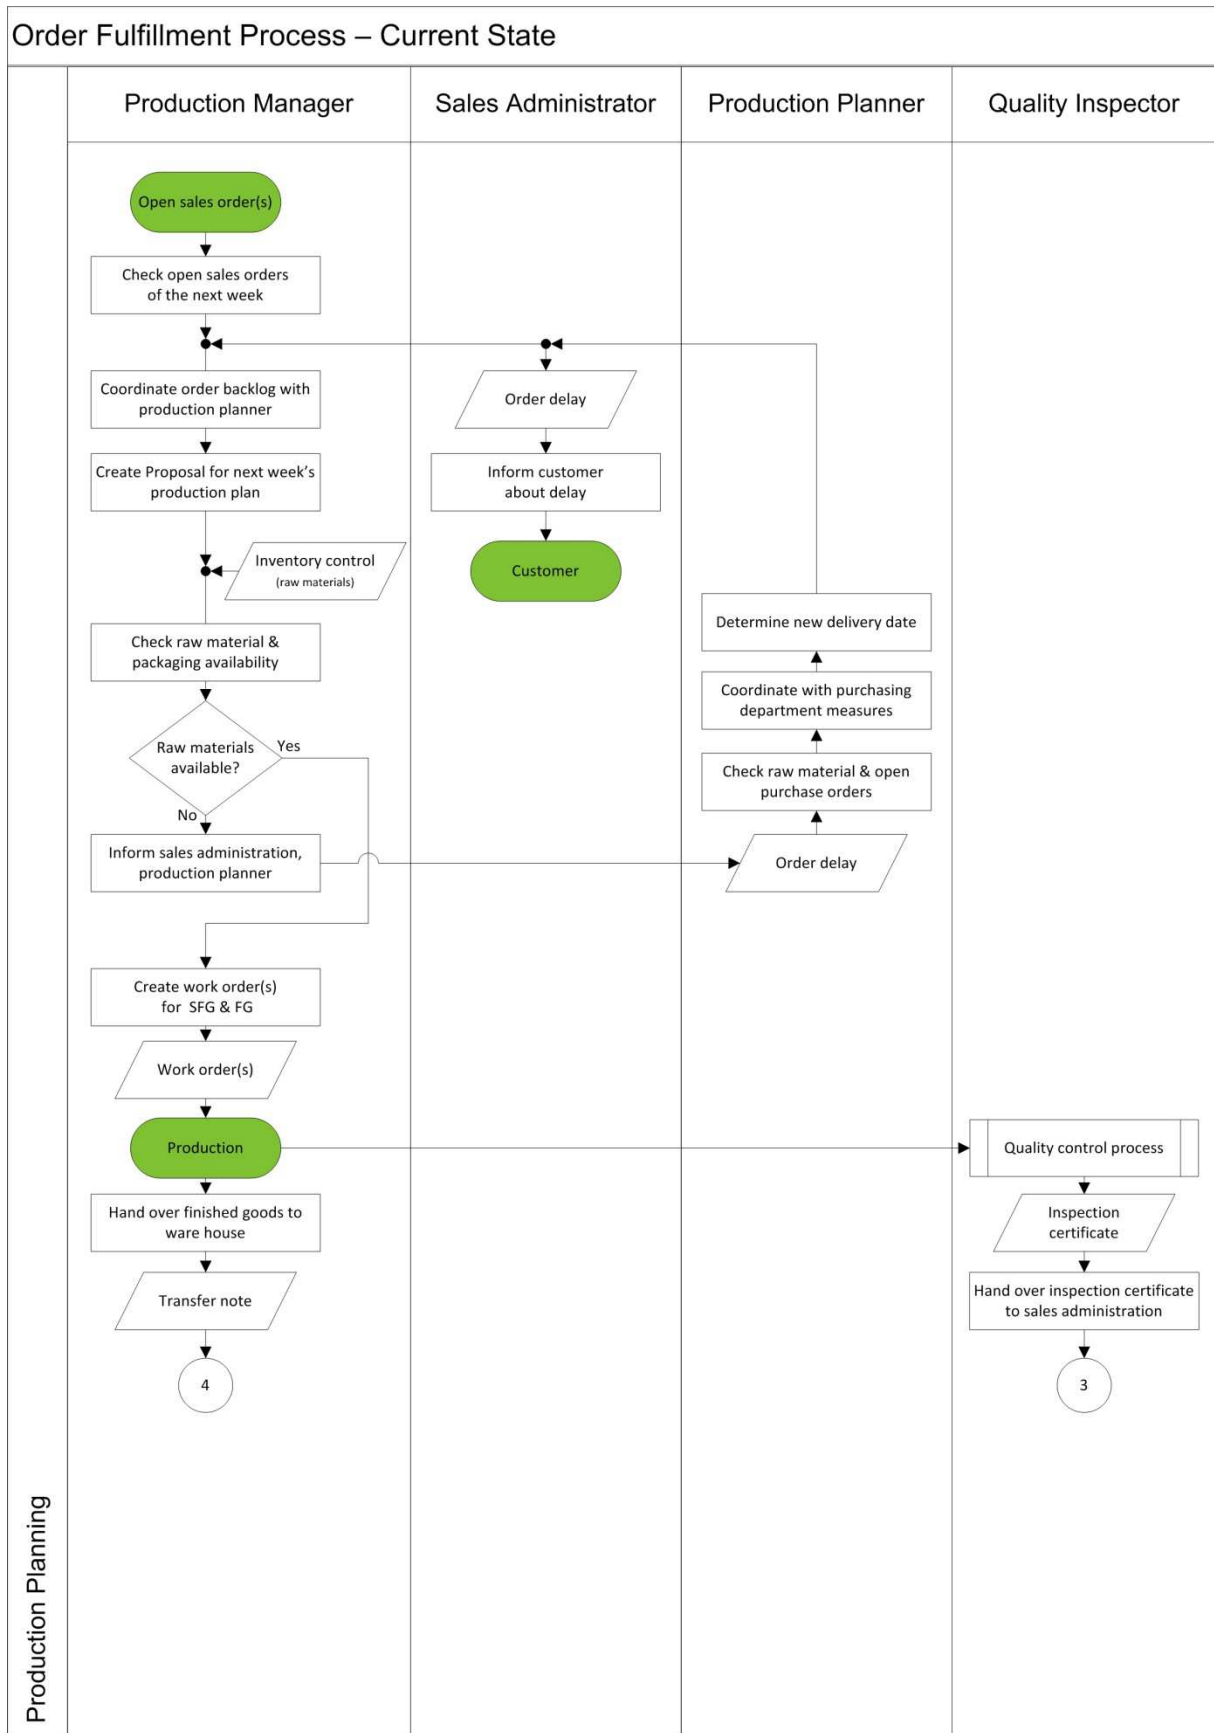 Order Fulfillment Process – Current State
Production Manager
Sales Administrator
Production Planner
Quality Inspector
Production Planning
Open sales order(s)
Check open sales orders
of the next week
Coordinate order backlog with
production planner
Create Proposal for next week's
production plan
Inventory control
(raw materials)
Check raw material &
packaging availability
Raw materials
available?
Yes
No
Inform sales administration,
production planner
Create work order(s)
for SFG & FG
Work order(s)
Production
Hand over finished goods to
ware house
Transfer note
4
Order delay
Inform customer
about delay
Customer
Determine new delivery date
Coordinate with purchasing
department measures
Check raw material & open
purchase orders
Order delay
Quality control process
Inspection
certificate
Hand over inspection certificate
to sales administration
3